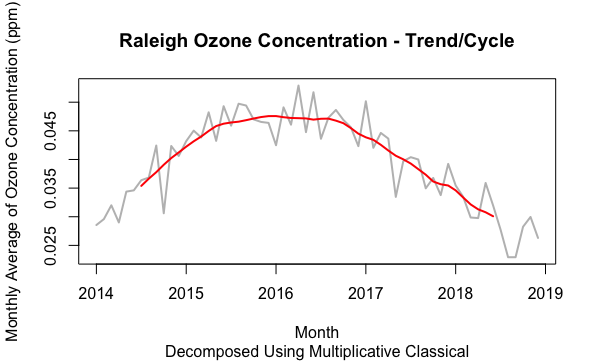 Raleigh Ozone Concentration - Trend/Cycle
Monthly Average of Ozone Concentration (ppm)
0.045
0.035
0.025
2014 2015 2016 2017 2018 2019
Month
Decomposed Using Multiplicative Classical